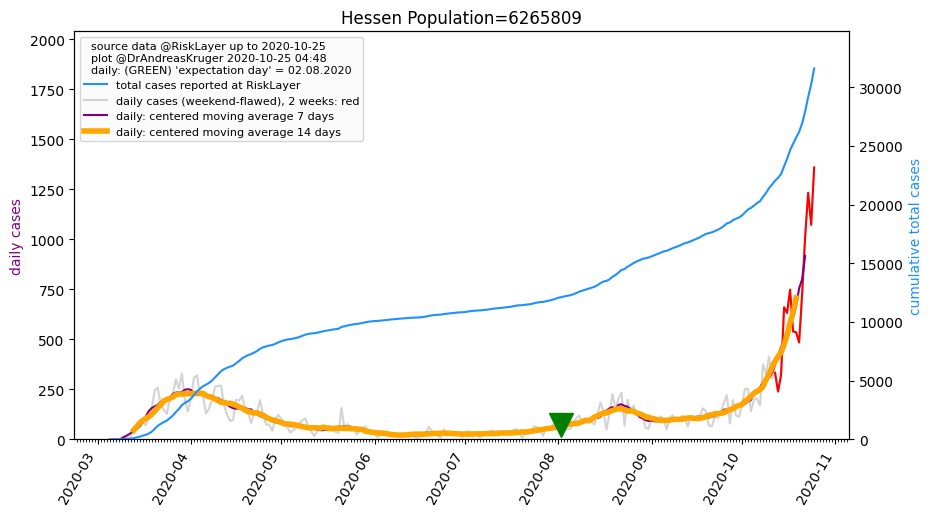 Hessen Population=6265809
source data @RiskLayer up to 2020-10-25
plot @DrAndreasKruger 2020-10-25 04:48
daily: (GREEN) 'expectation day' = 02.08.2020
total cases reported at RiskLayer
daily cases (weekend-flawed), 2 weeks: red
daily: centered moving average 7 days
daily: centered moving average 14 days
daily cases
2000
1750
1500
1250
1000
750
500
250
0
cumulative total cases
30000
25000
20000
15000
10000
5000
0
2020-03
2020-04
2020-05
2020-06
2020-07
2020-08
2020-09
2020-10
2020-11